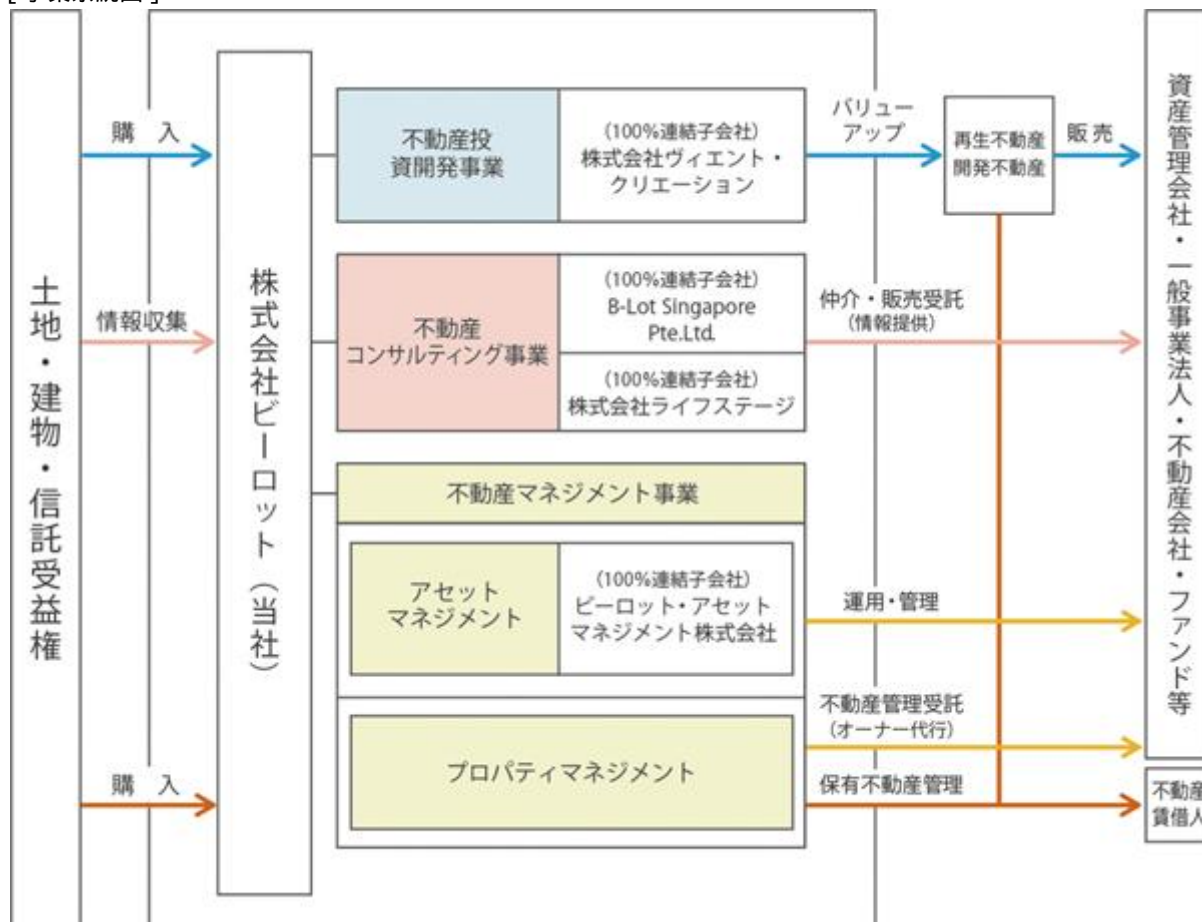 [ 事業系統図 ]
土地・建物・信託受益権
購 入
情報収集
購 入
株式会社ビーロット（当社）
不動産投
資開発事業
(100%連結子会社)
株式会社ヴィエント・
クリエーション
バリュー
アップ
再生不動産
開発不動産
販 売
不動産
コンサルティング事業
(100%連結子会社)
B-Lot Singapore
Pte.Ltd.
(100%連結子会社)
株式会社ライフステージ
仲介・販売受託
(情報提供)
不動産マネジメント事業
アセット
マネジメント
(100%連結子会社)
ビーロット・アセット
マネジメント株式会社
運用・管理
プロパティマネジメント
不動産管理受託
(オーナー代行)
保有不動産管理
資産管理会社・一般事業法人・不動産会社・ファンド等
不動産
賃借人